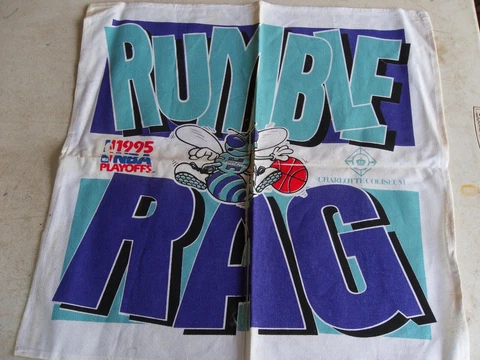 RUMBLE
1995
NBA
PLAYOFFS
CHARLOTTE COLISEUM
RAG